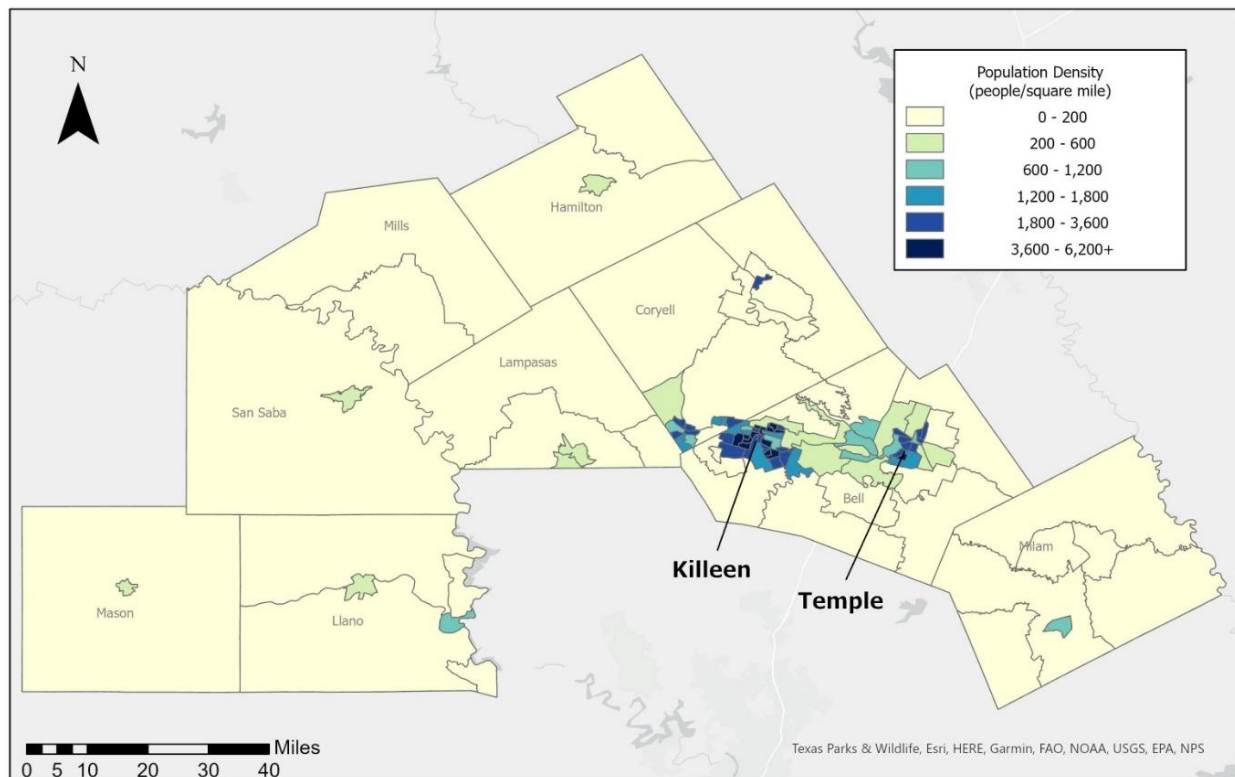 N
Population Density
(people/square mile)
0 - 200
200 - 600
600 - 1,200
1,200 - 1,800
1,800 - 3,600
3,600 - 6,200+
Hamilton
Mills
Coryell
Lampasas
San Saba
Bell
Milam
Killeen
Temple
Mason
Llano
Miles
0 5 10 20 30 40
Texas Parks & Wildlife, Esri, HERE, Garmin, FAO, NOAA, USGS, EPA, NPS